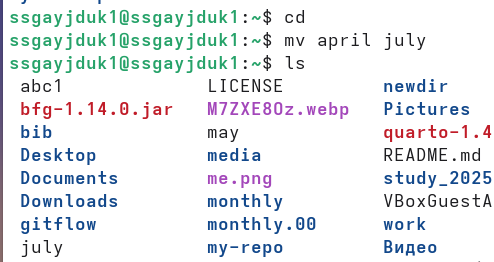 ssgayjduk1@ssgayjduk1:~$ cd
ssgayjduk1@ssgayjduk1:~$ mv april july
ssgayjduk1@ssgayjduk1:~$ ls
abc1 LICENSE newdir
bfg-1.14.0.jar M7ZXE8Oz.webp Pictures
bib may quarto-1.4
Desktop media README.md
Documents me.png study_2025
Downloads monthly VBoxGuestA
gitflow monthly.00 work
july my-repo Видео